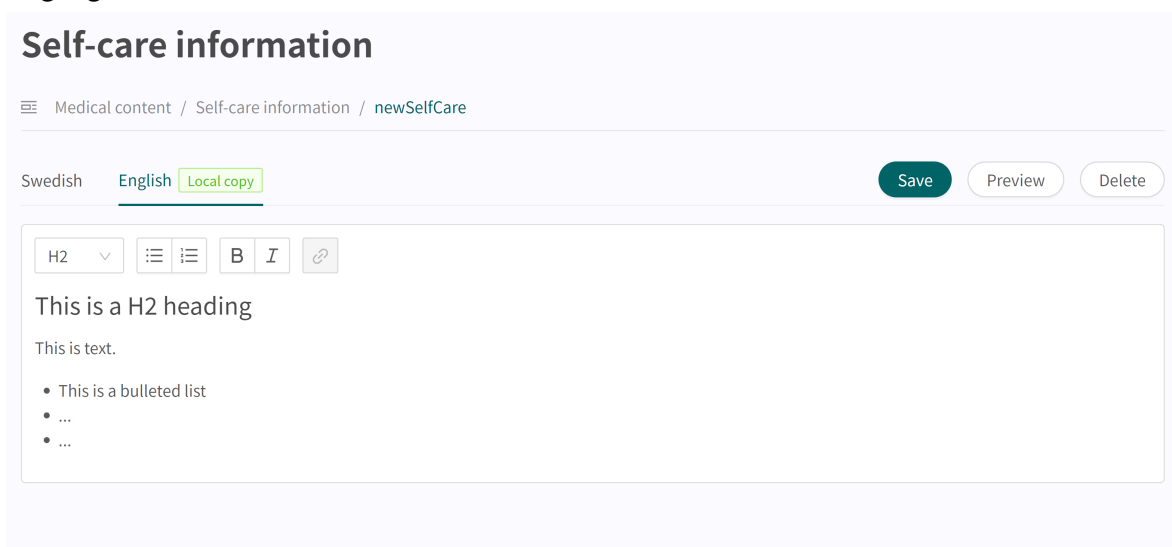 Self-care information
Medical content / Self-care information / newSelfCare
Swedish English Local copy Save Preview Delete
H2 B I
This is a H2 heading
This is text.
• This is a bulleted list
• ...
• ...